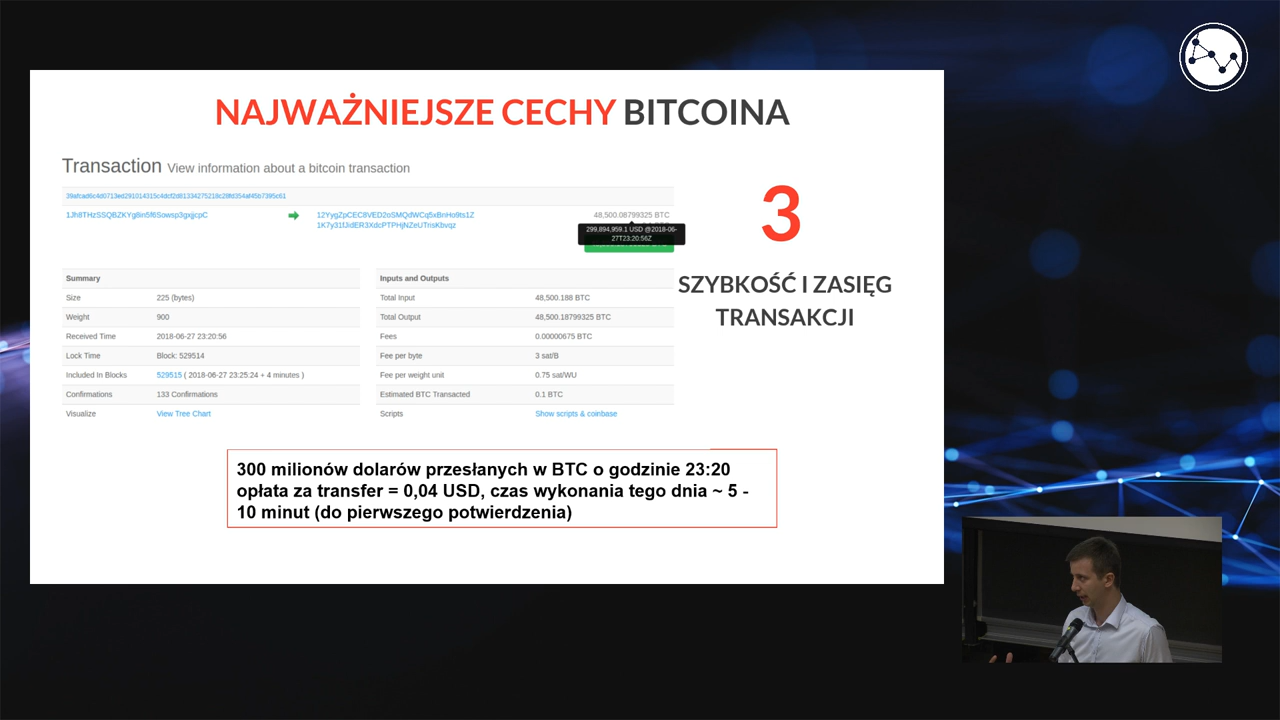 NAJWAŻNIEJSZE CECHY BITCOINA
Transaction View information about a bitcoin transaction
1Jh8THzSSQBZKYg8in5f6Sowsp3gxjjcpC
12YygZpCEC8VED2oSMQdWCq5xBnHo9ts1Z
48,500.08799325 BTC
299,894,959.1 USD @2018-06-
27T23:20:56Z
3
SZYBKOŚĆ I ZASIĘG
TRANSAKCJI
Summary
Size 225 (bytes)
Weight 900
Received Time 2018-06-27 23:20:56
Lock Time Block: 529514
Included In Blocks 529515 ( 2018-06-27 23:25:24 + 4 minutes )
Confirmations 133 Confirmations
Visualize View Tree Chart
Inputs and Outputs
Total Input 48,500.188 BTC
Total Output 48,500.18799325 BTC
Fees 0.00000675 BTC
Fee per byte 3 sat/B
Fee per weight unit 0.75 sat/WU
Estimated BTC Transacted 0.1 BTC
Scripts Show scripts & coinbase
300 milionów dolarów przesłanych w BTC o godzinie 23:20
opłata za transfer = 0,04 USD, czas wykonania tego dnia ~ 5 -
10 minut (do pierwszego potwierdzenia)